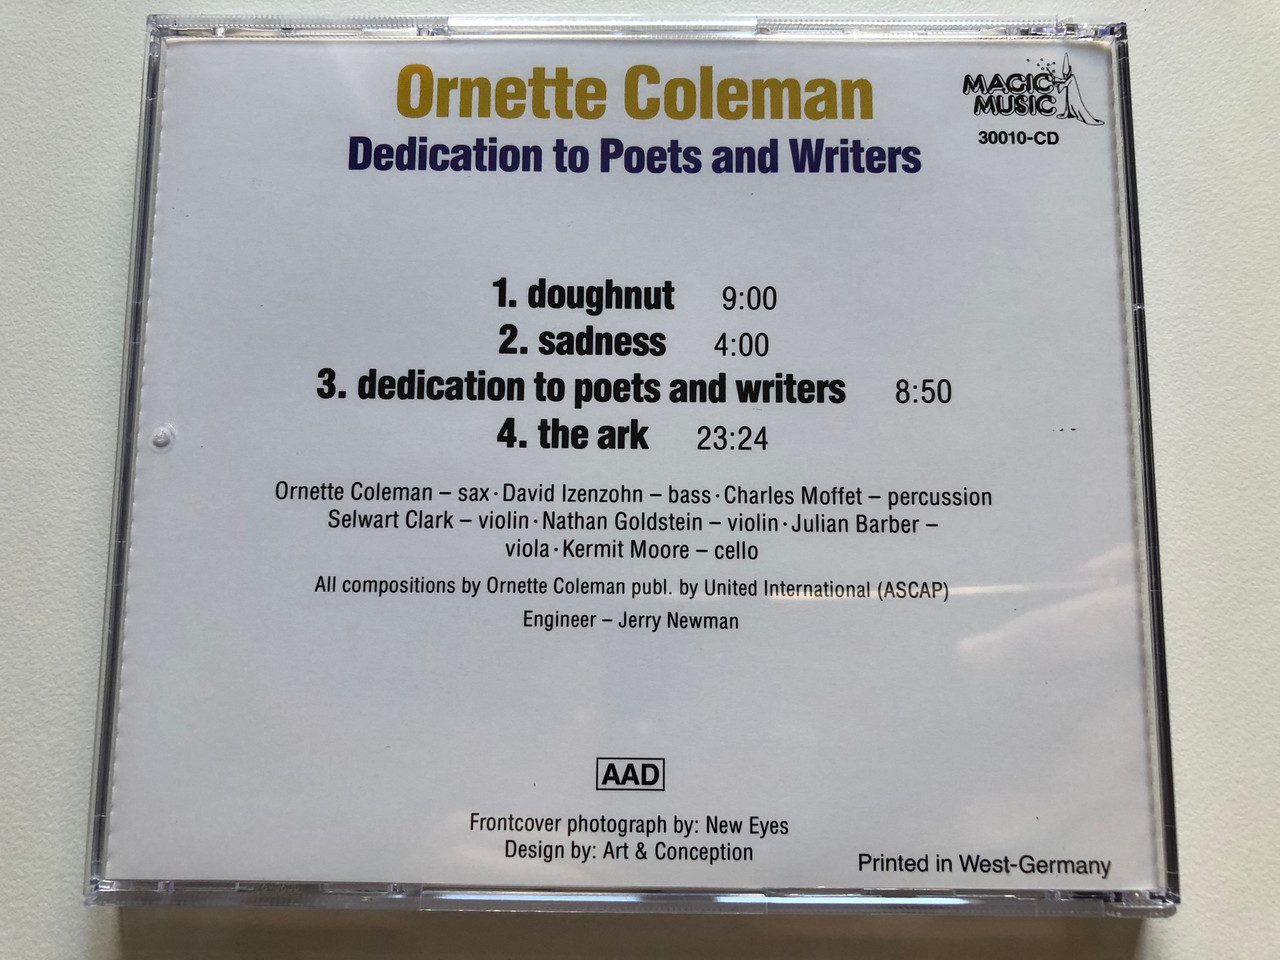 Ornette Coleman
MAGIC
MUSIC
30010-CD
Dedication to Poets and Writers
1. doughnut 9:00
2. sadness 4:00
3. dedication to poets and writers 8:50
4. the ark 23:24
Ornette Coleman – sax · David Izenzohn – bass · Charles Moffet – percussion
Selwart Clark – violin · Nathan Goldstein – violin · Julian Barber –
viola · Kermit Moore – cello
All compositions by Ornette Coleman publ. by United International (ASCAP)
Engineer – Jerry Newman
AAD
Frontcover photograph by: New Eyes
Design by: Art & Conception
Printed in West-Germany